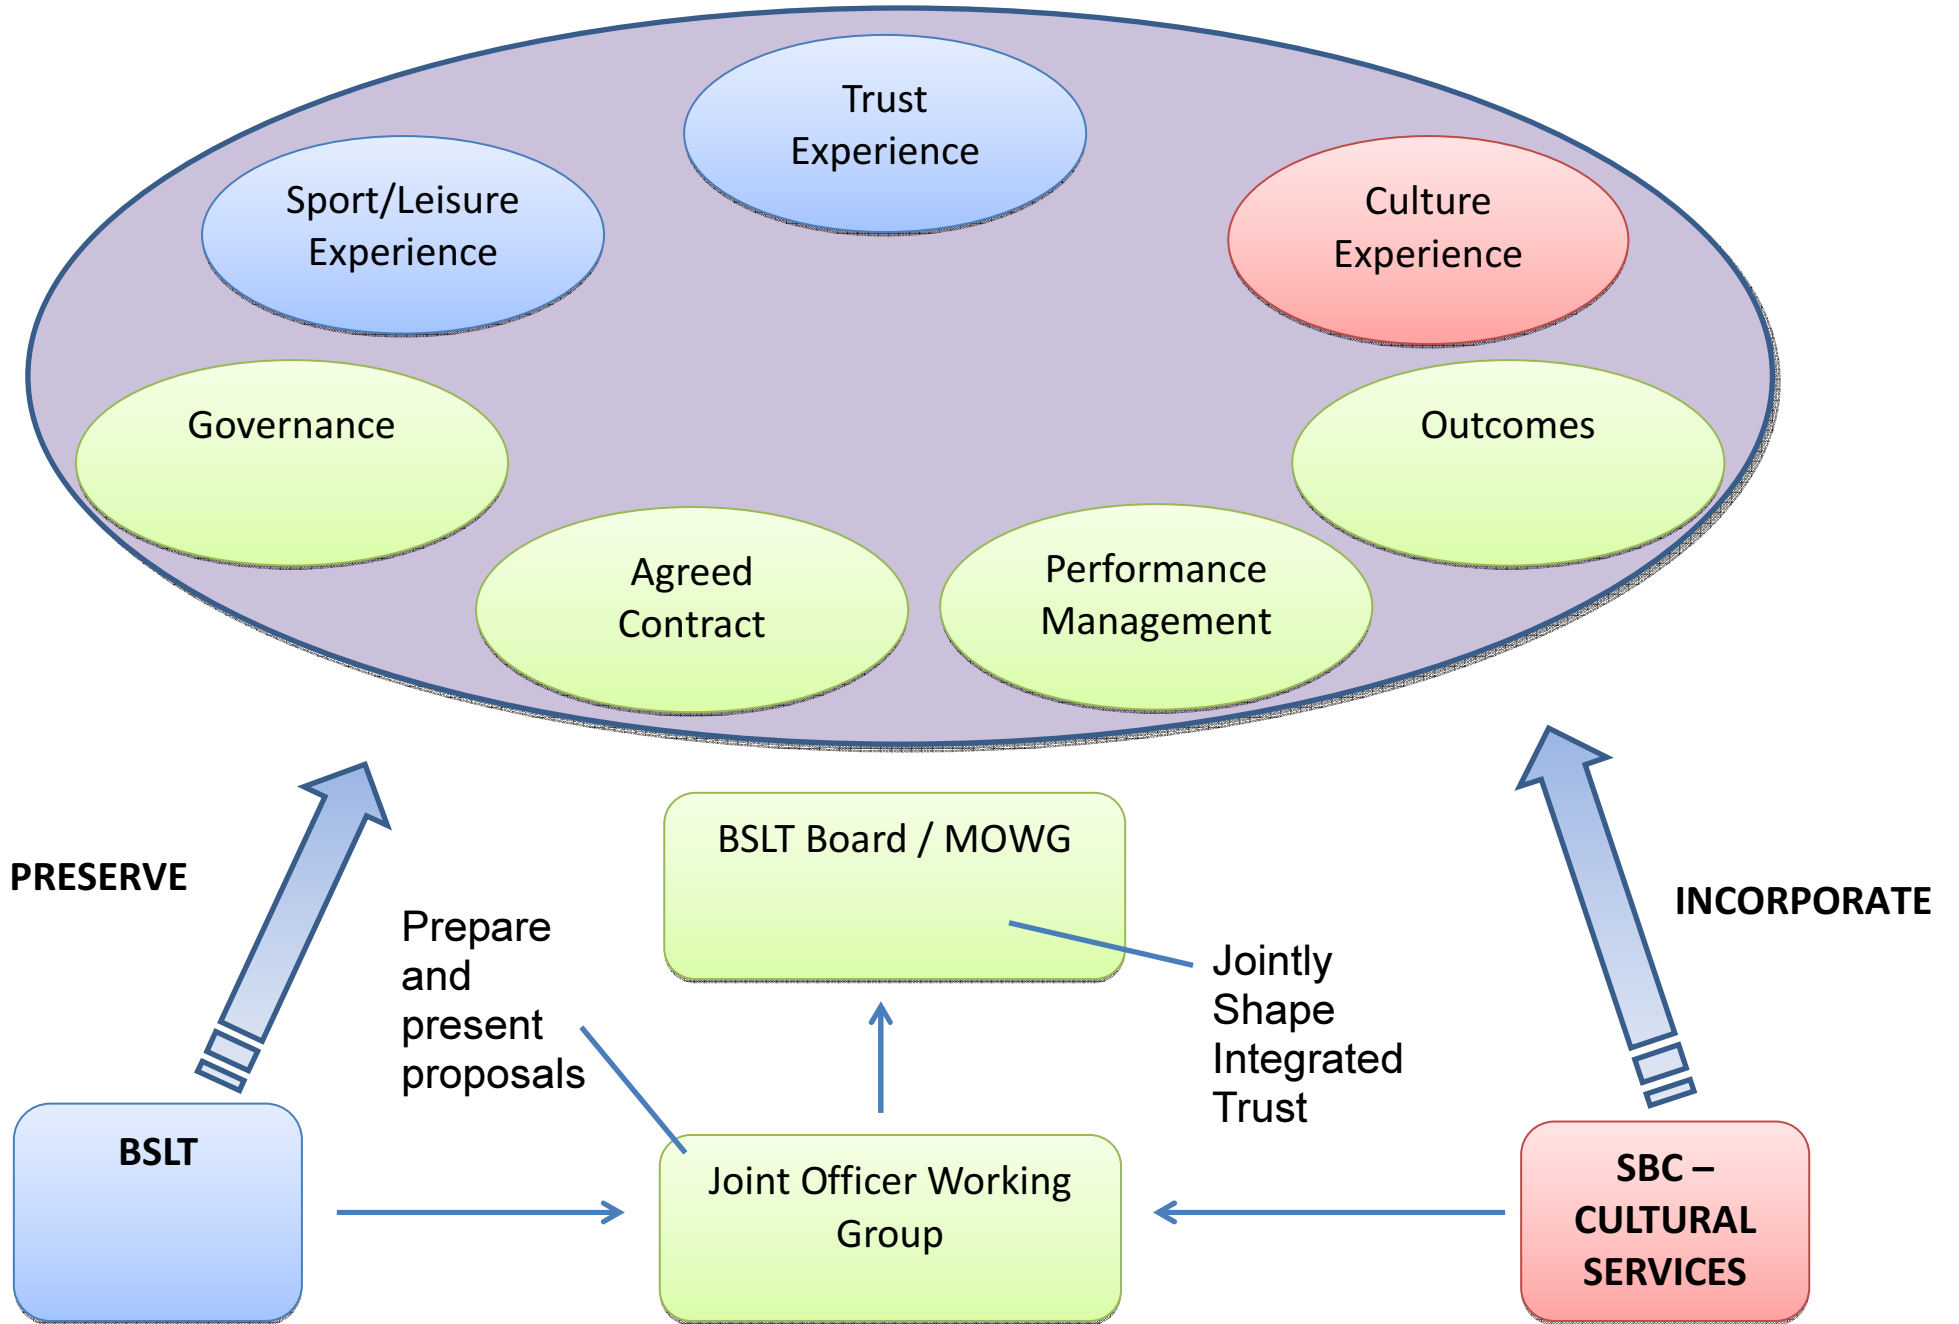 Trust
Experience
Sport/Leisure
Experience
Culture
Experience
Governance
Outcomes
Agreed
Contract
Performance
Management
BSLT Board / MOWG
PRESERVE
INCORPORATE
Prepare
and
present
proposals
Jointly
Shape
Integrated
Trust
BSLT
Joint Officer Working
Group
SBC –
CULTURAL
SERVICES